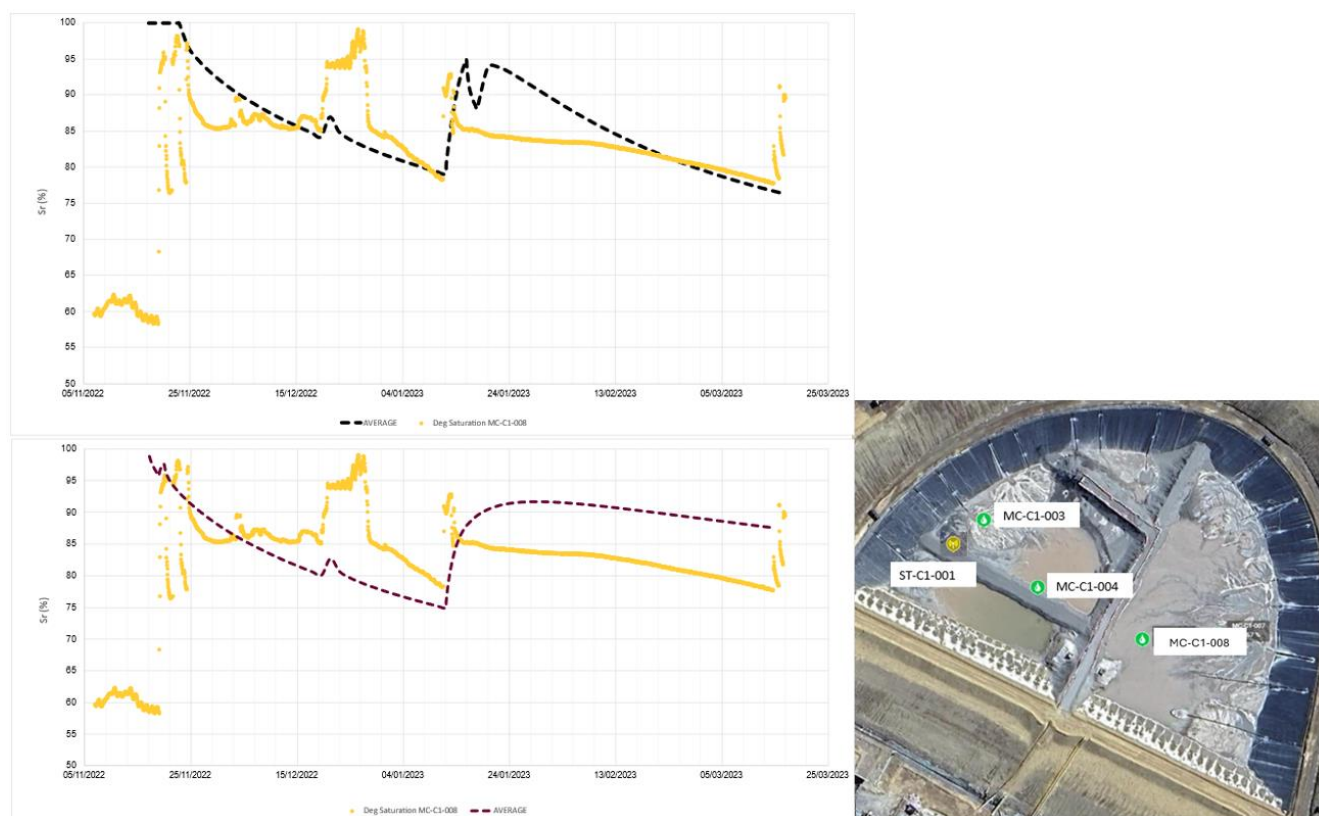 100
95
90
85
80
75
70
65
60
55
50
Sr (%)
05/11/2022 25/11/2022 15/12/2022 04/01/2023 24/01/2023 13/02/2023 05/03/2023 25/03/2023
AVERAGE Deg Saturation MC-C1-008
100
95
90
85
80
75
70
65
60
55
50
Sr (%)
05/11/2022 25/11/2022 15/12/2022 04/01/2023 24/01/2023 13/02/2023 05/03/2023 25/03/2023
Deg Saturation MC-C1-008 AVERAGE
MC-C1-003
ST-C1-001
MC-C1-004
MC-C1-007
MC-C1-008